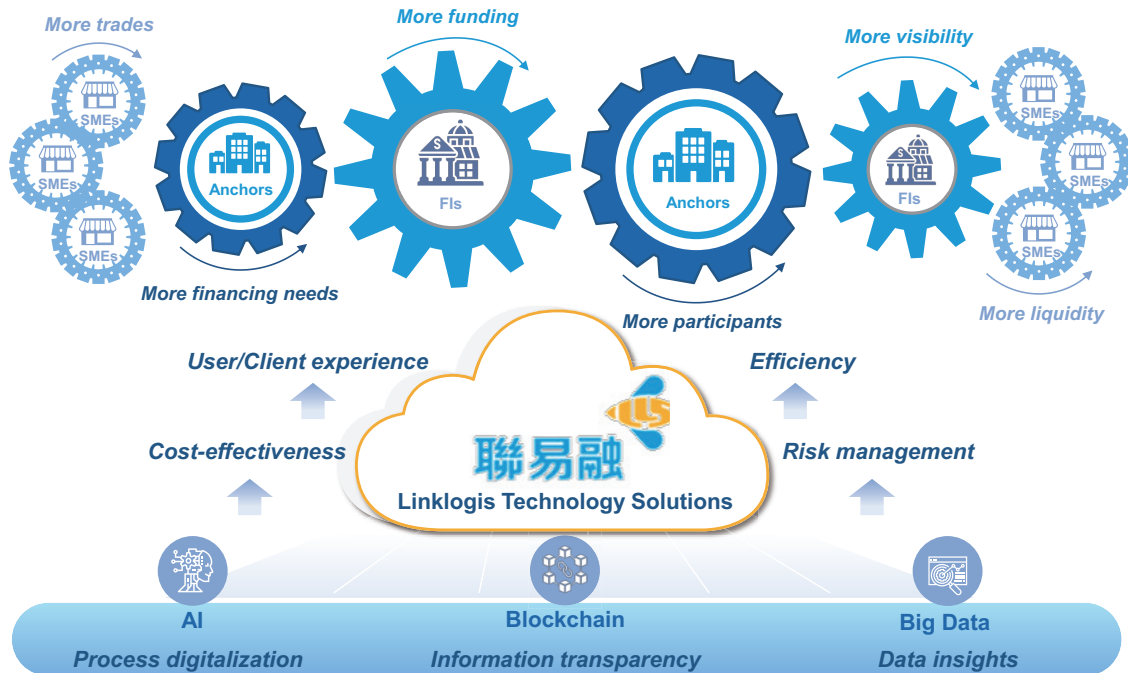 More trades
More funding
More visibility
SMEs
SMEs
SMEs
Anchors
$
FIs
Anchors
$
FIs
SMEs
SMEs
SMEs
More financing needs
More participants
More liquidity
User/Client experience
Efficiency
Cost-effectiveness
Risk management
LLS
聯易融
Linklogis Technology Solutions
AI
Blockchain
Big Data
Process digitalization
Information transparency
Data insights